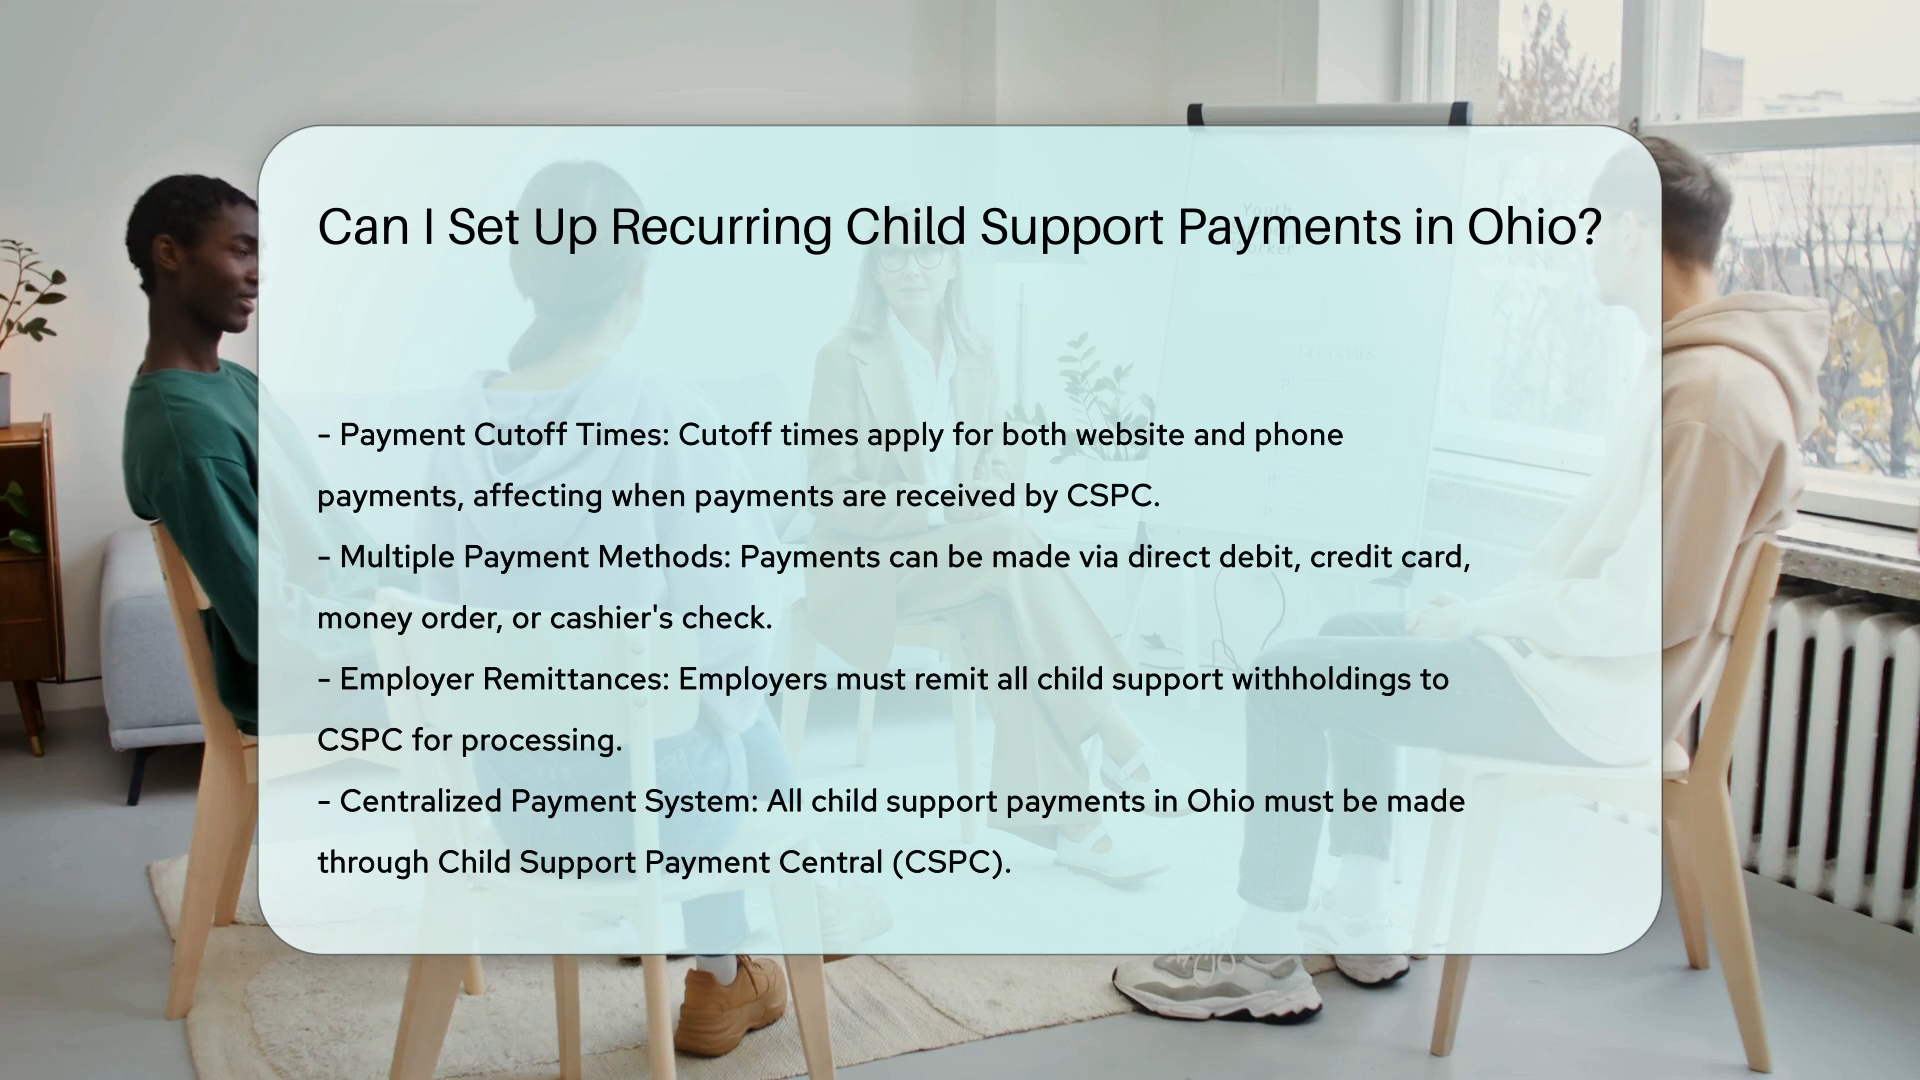 Can I Set Up Recurring Child Support Payments in Ohio?
Youth
Worker
- Payment Cutoff Times: Cutoff times apply for both website and phone
payments, affecting when payments are received by CSPC.
- Multiple Payment Methods: Payments can be made via direct debit, credit card,
money order, or cashier's check.
- Employer Remittances: Employers must remit all child support withholdings to
CSPC for processing.
- Centralized Payment System: All child support payments in Ohio must be made
through Child Support Payment Central (CSPC).